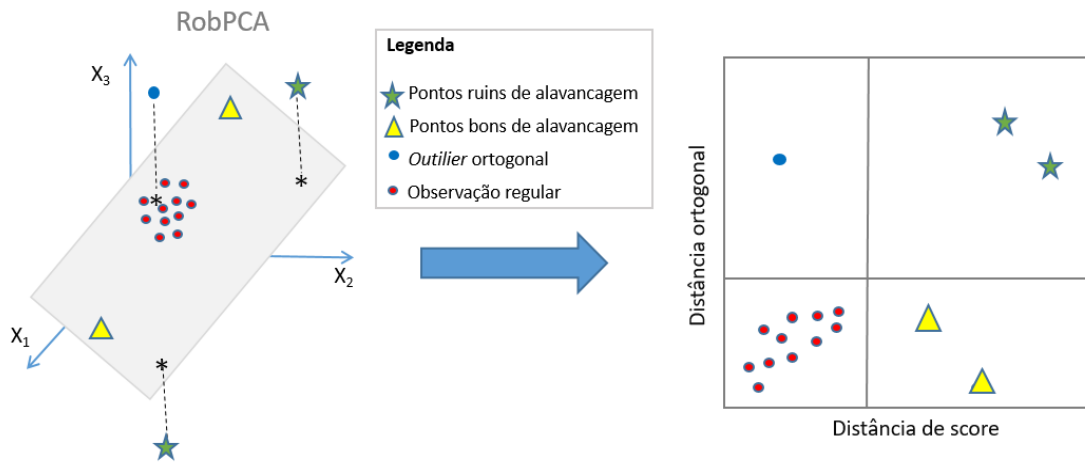 RobPCA
X3
X2
X1
Legenda
Pontos ruins de alavancagem
Pontos bons de alavancagem
Outilier ortogonal
Observação regular
Distância ortogonal
Distância de score